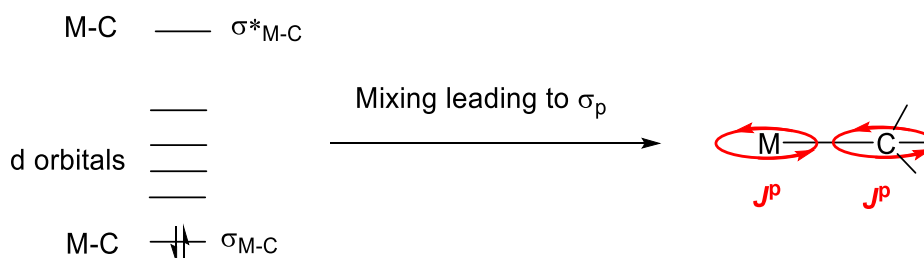 M-C σ*M-C
Mixing leading to σp
d orbitals
M C
Jp Jp
M-C σM-C